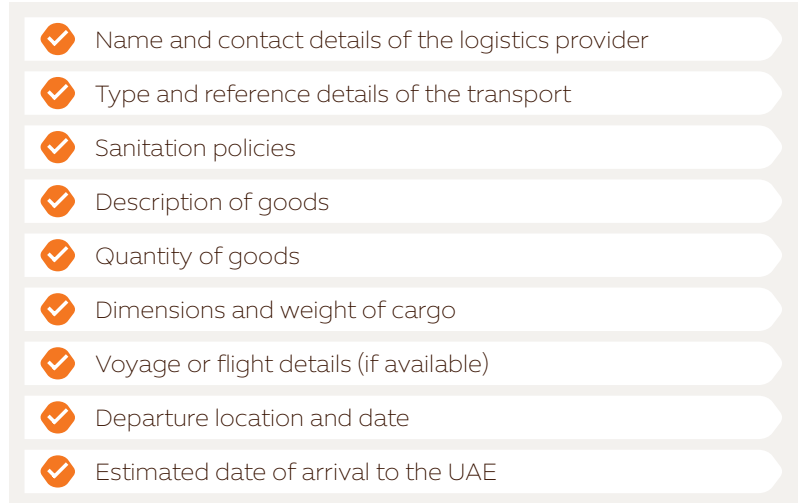 Name and contact details of the logistics provider
Type and reference details of the transport
Sanitation policies
Description of goods
Quantity of goods
Dimensions and weight of cargo
Voyage or flight details (if available)
Departure location and date
Estimated date of arrival to the UAE